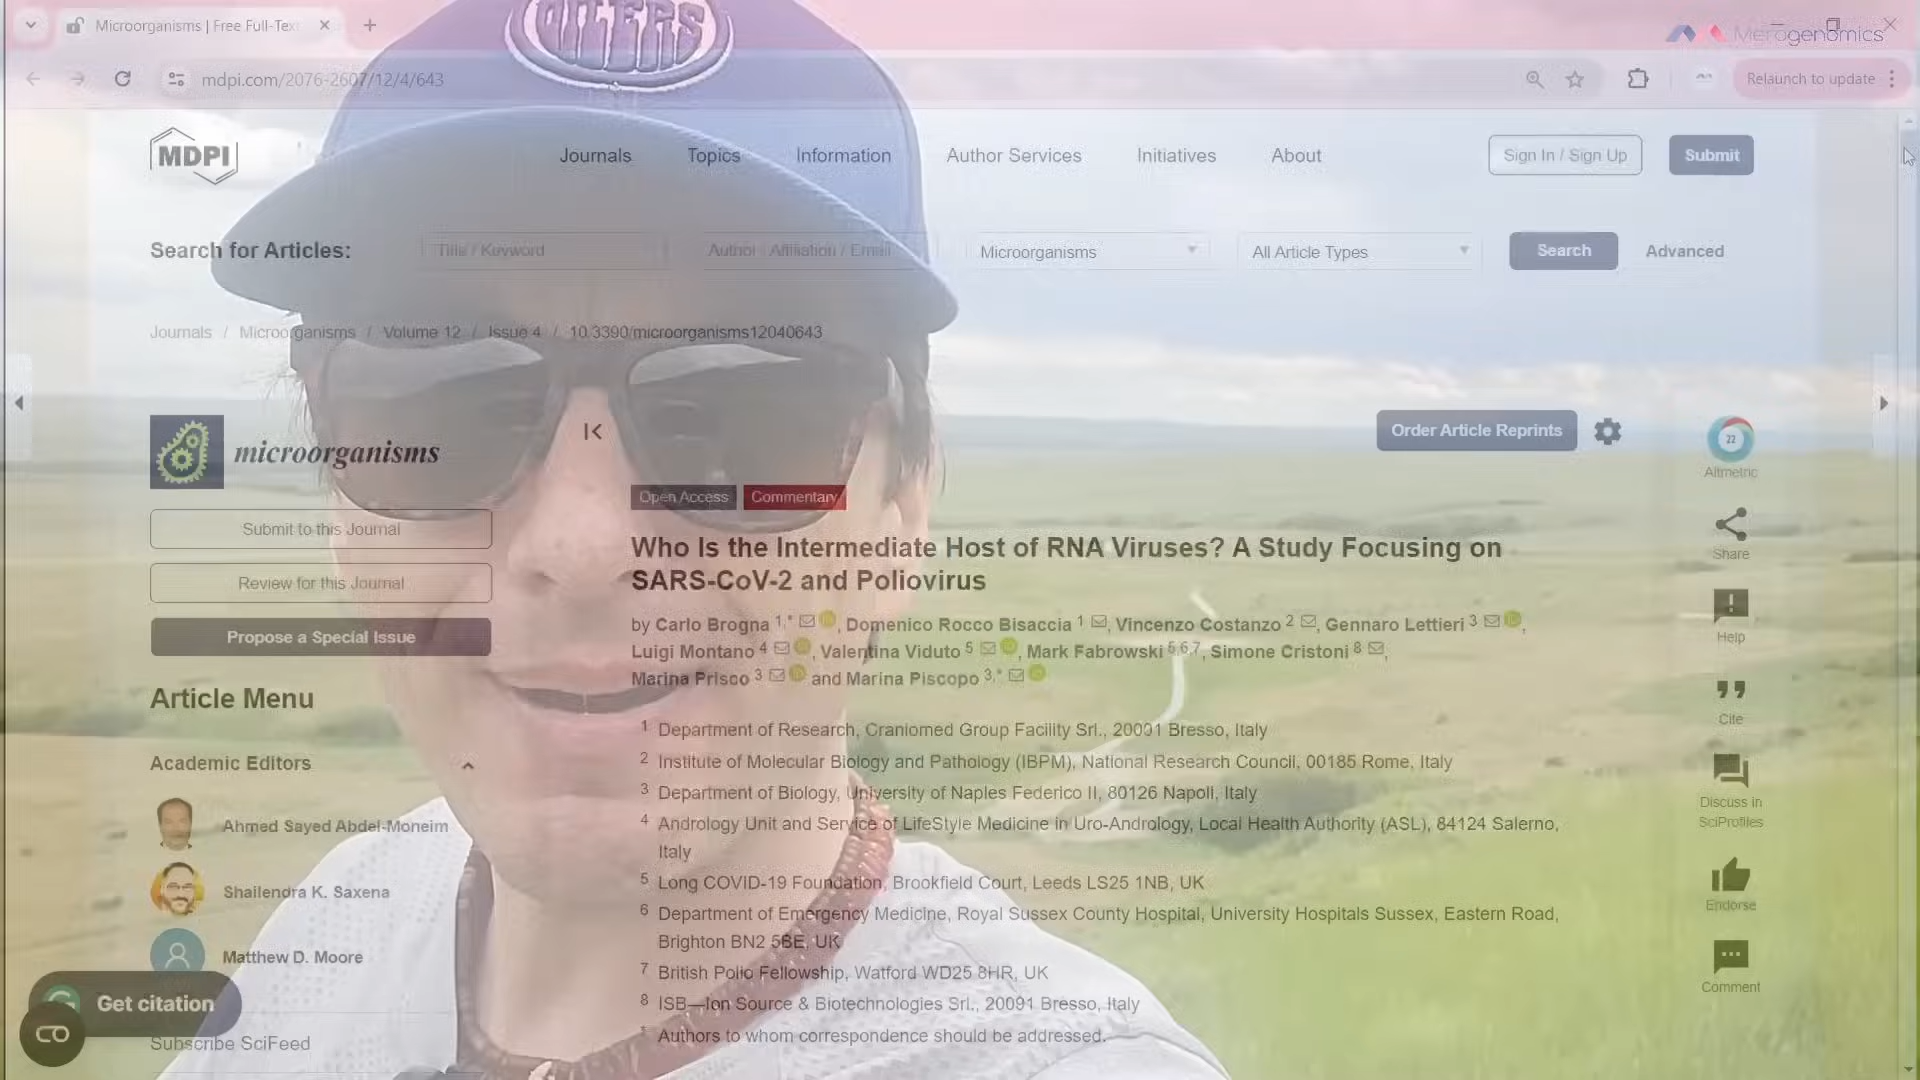 OILERS
Microorganisms | Free Full-Tex
Merogenomics
mdpi.com/2076-2607/12/4/643
Relaunch to update
MDPI
Journals
Topics
Information
Author Services
Initiatives
About
Sign In / Sign Up
Submit
Search for Articles:
Title / Keyword
Author / Affiliation / Email
Microorganisms
All Article Types
Search
Advanced
Journals / Microorganisms / Volume 12 / Issue 4 / 10.3390/microorganisms12040643
microorganisms
Submit to this Journal
Review for this Journal
Propose a Special Issue
Article Menu
Academic Editors
Ahmed Sayed Abdel-Moneim
Shailendra K. Saxena
Matthew D. Moore
Get citation
Subscribe SciFeed
Order Article Reprints
Open Access
Commentary
Who Is the Intermediate Host of RNA Viruses? A Study Focusing on
SARS-CoV-2 and Poliovirus
by Carlo Brogna 1,*, Domenico Rocco Bisaccia 1, Vincenzo Costanzo 2, Gennaro Lettieri 3,
Luigi Montano 4, Valentina Viduto 5, Mark Fabrowski 5,6,7, Simone Cristoni 8,
Marina Prisco 3 and Marina Piscopo 3,*
1 Department of Research, Craniomed Group Facility Srl., 20091 Bresso, Italy
2 Institute of Molecular Biology and Pathology (IBPM), National Research Council, 00185 Rome, Italy
3 Department of Biology, University of Naples Federico II, 80126 Napoli, Italy
4 Andrology Unit and Service of LifeStyle Medicine in Uro-Andrology, Local Health Authority (ASL), 84124 Salerno,
Italy
5 Long COVID-19 Foundation, Brookfield Court, Leeds LS25 1NB, UK
6 Department of Emergency Medicine, Royal Sussex County Hospital, University Hospitals Sussex, Eastern Road,
Brighton BN2 5BE, UK
7 British Polio Fellowship, Watford WD25 8HR, UK
8 ISB—Ion Source & Biotechnologies Srl., 20091 Bresso, Italy
* Authors to whom correspondence should be addressed.
22
Altmetric
Share
Help
Cite
Discuss in
SciProfiles
Endorse
Comment